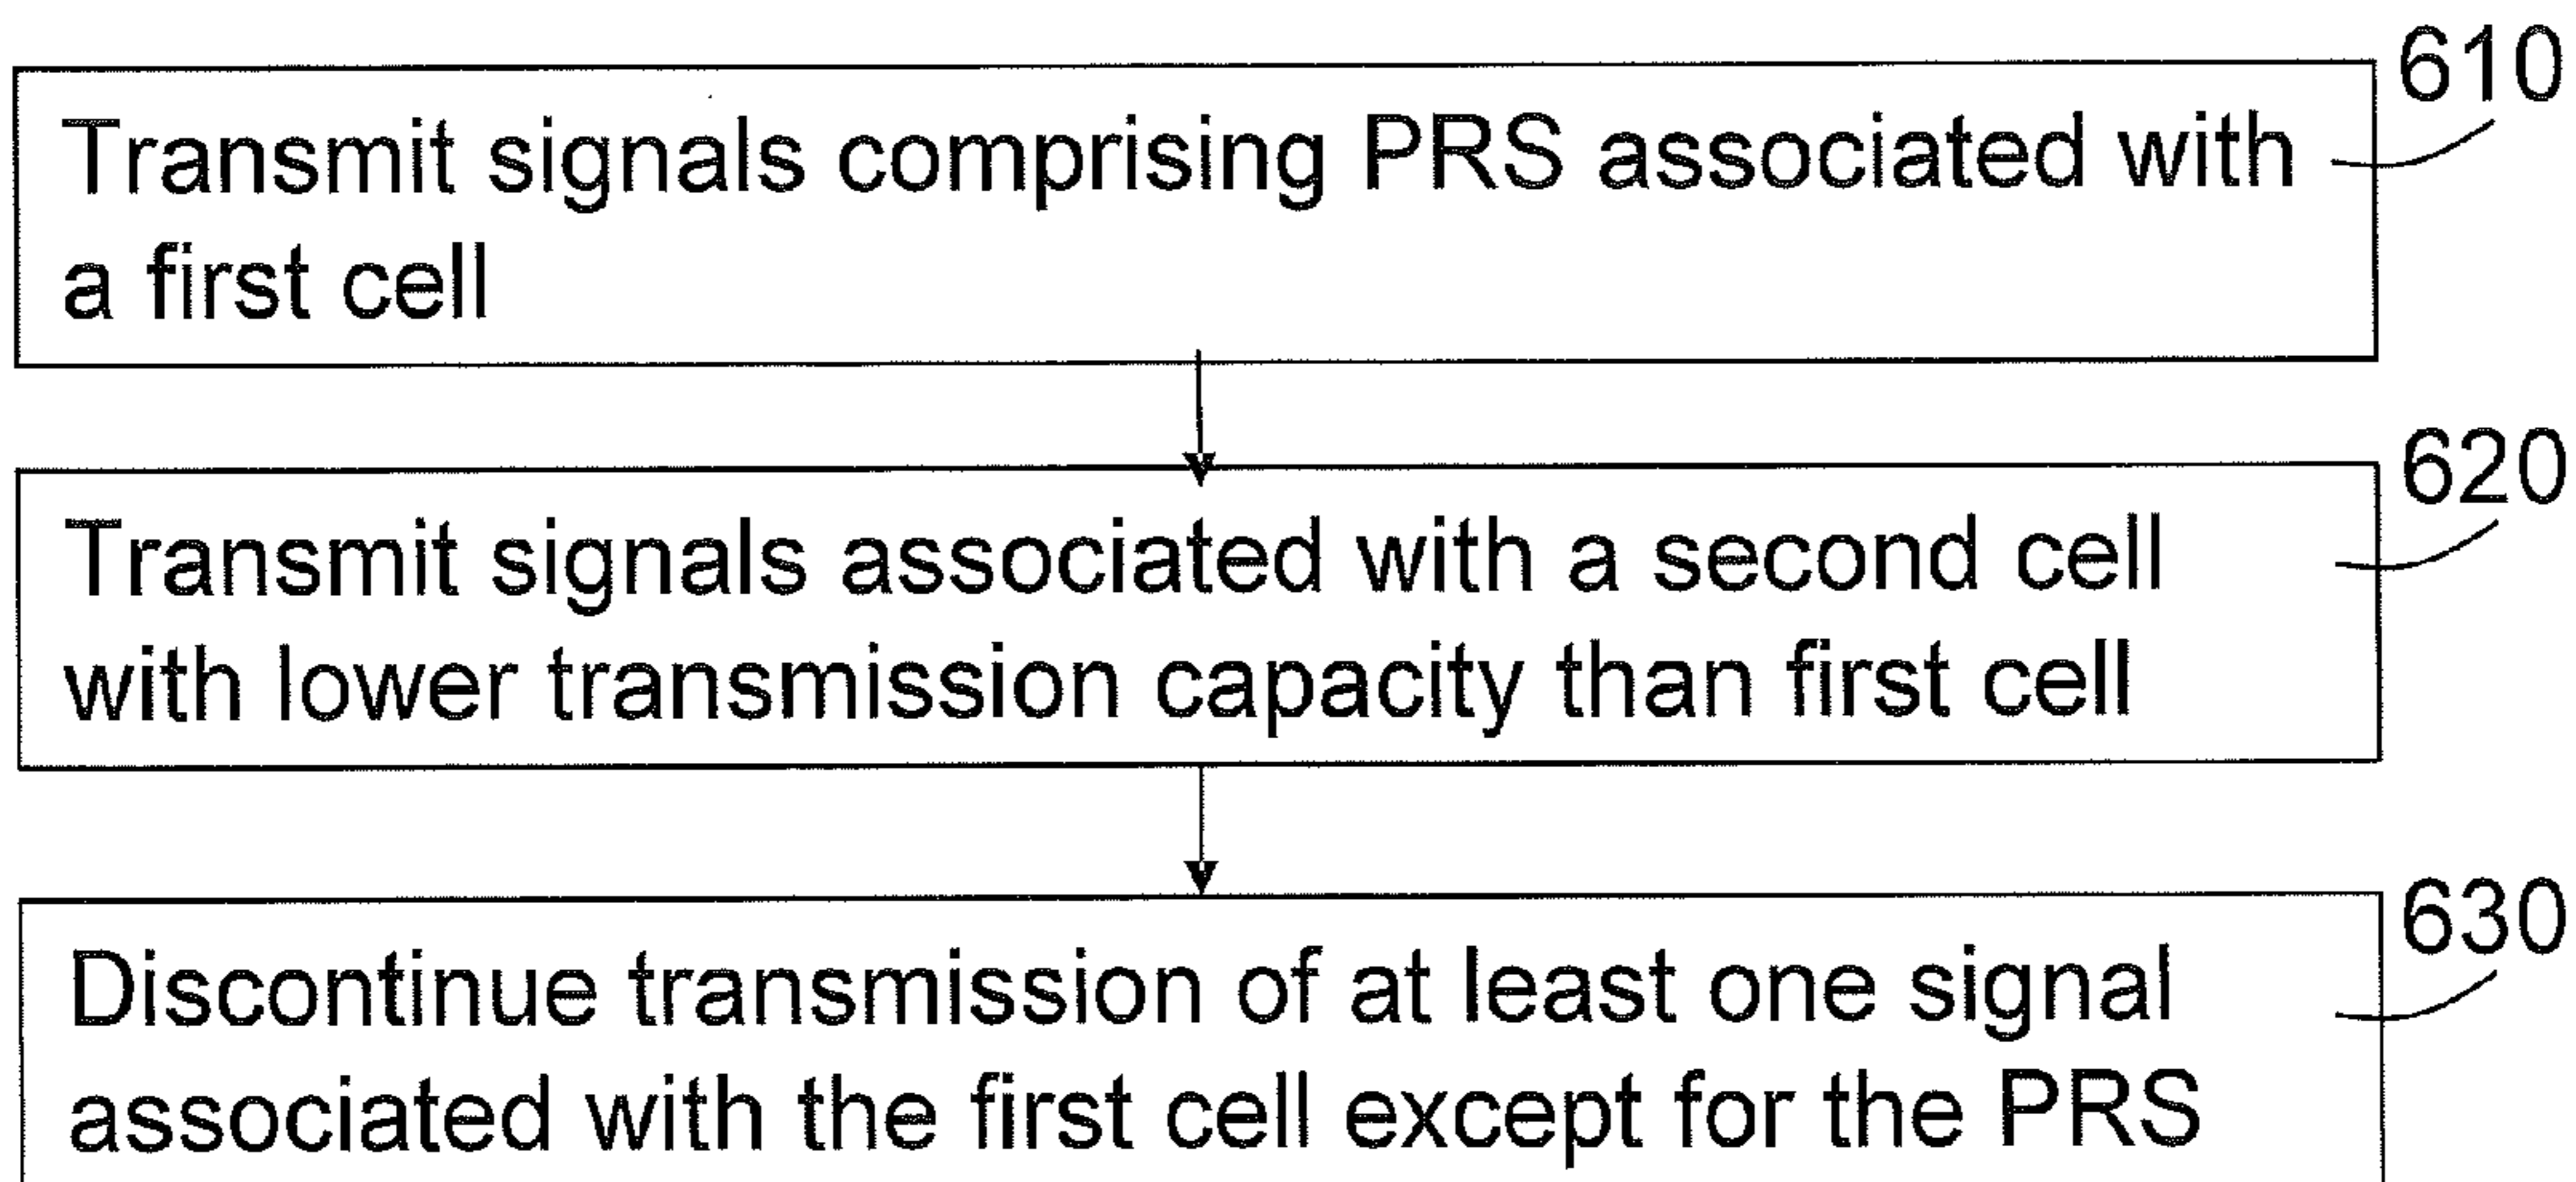 610
Transmit signals comprising PRS associated with
a first cell
620
Transmit signals associated with a second cell
with lower transmission capacity than first cell
630
Discontinue transmission of at least one signal
associated with the first cell except for the PRS